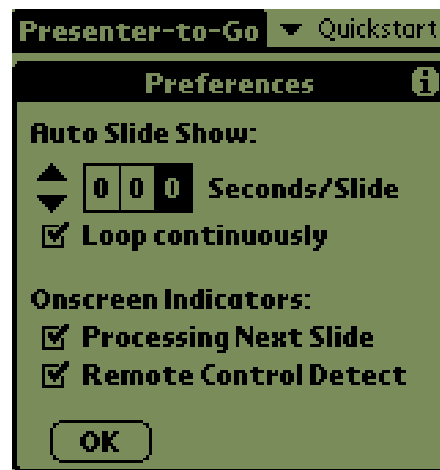 Presenter-to-Go Quickstart
Preferences i
Auto Slide Show:
0 0 0 Seconds/Slide
Loop continuously
Onscreen Indicators:
Processing Next Slide
Remote Control Detect
OK